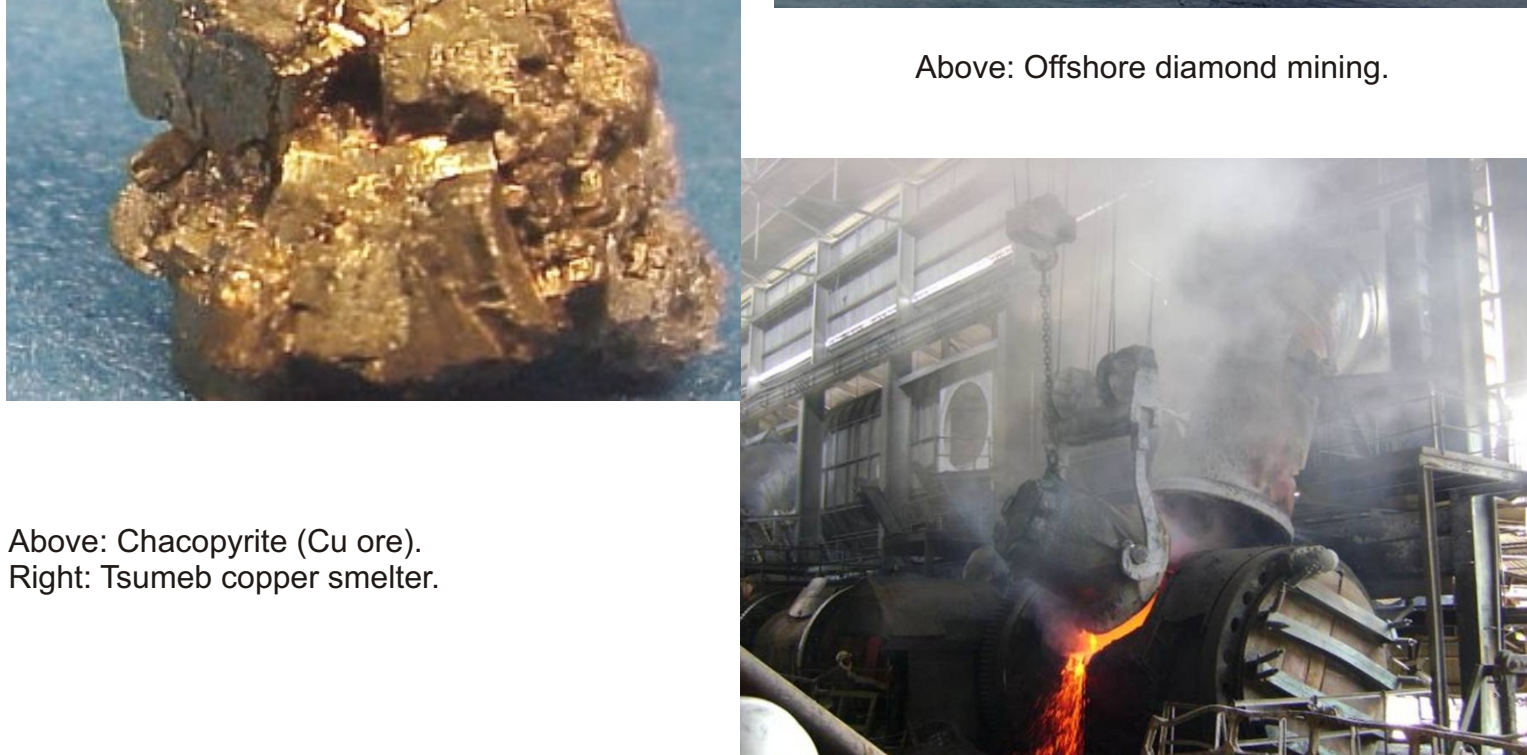 Above: Offshore diamond mining.
Above: Chacopyrite (Cu ore).
Right: Tsumeb copper smelter.